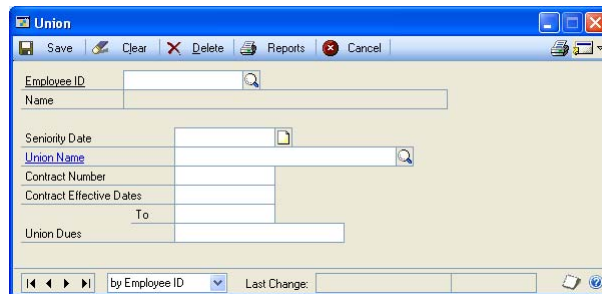 Union
Save Clear Delete Reports Cancel
Employee ID
Name
Seniority Date
Union Name
Contract Number
Contract Effective Dates
To
Union Dues
by Employee ID Last Change: